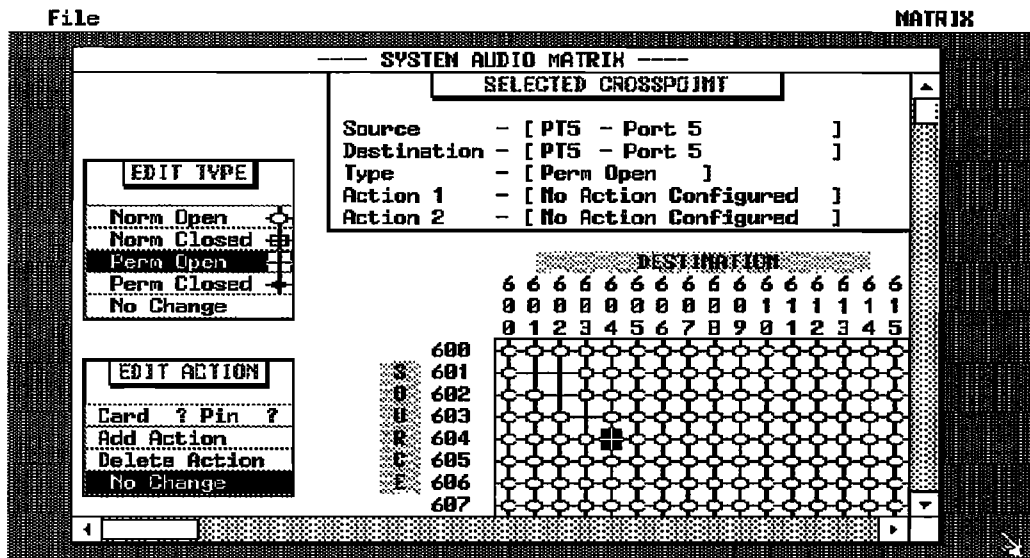 File MATRIX
---- SYSTEM AUDIO MATRIX ----
SELECTED CROSSPOINT
Source - [ PT5 - Port 5 ]
Destination - [ PT5 - Port 5 ]
Type - [ Perm Open ]
Action 1 - [ No Action Configured ]
Action 2 - [ No Action Configured ]
EDIT TYPE
Norm Open
Norm Closed
Perm Open
Perm Closed
No Change
EDIT ACTION
Card ? Pin ?
Add Action
Delete Action
No Change
DESTINATION
6 6 6 6 6 6 6 6 6 6 6 6 6 6 6 6
0 0 0 0 0 0 0 0 0 0 1 1 1 1 1 1
0 1 2 3 4 5 6 7 8 9 0 1 2 3 4 5
SOURCE
600
601
602
603
604
605
606
607